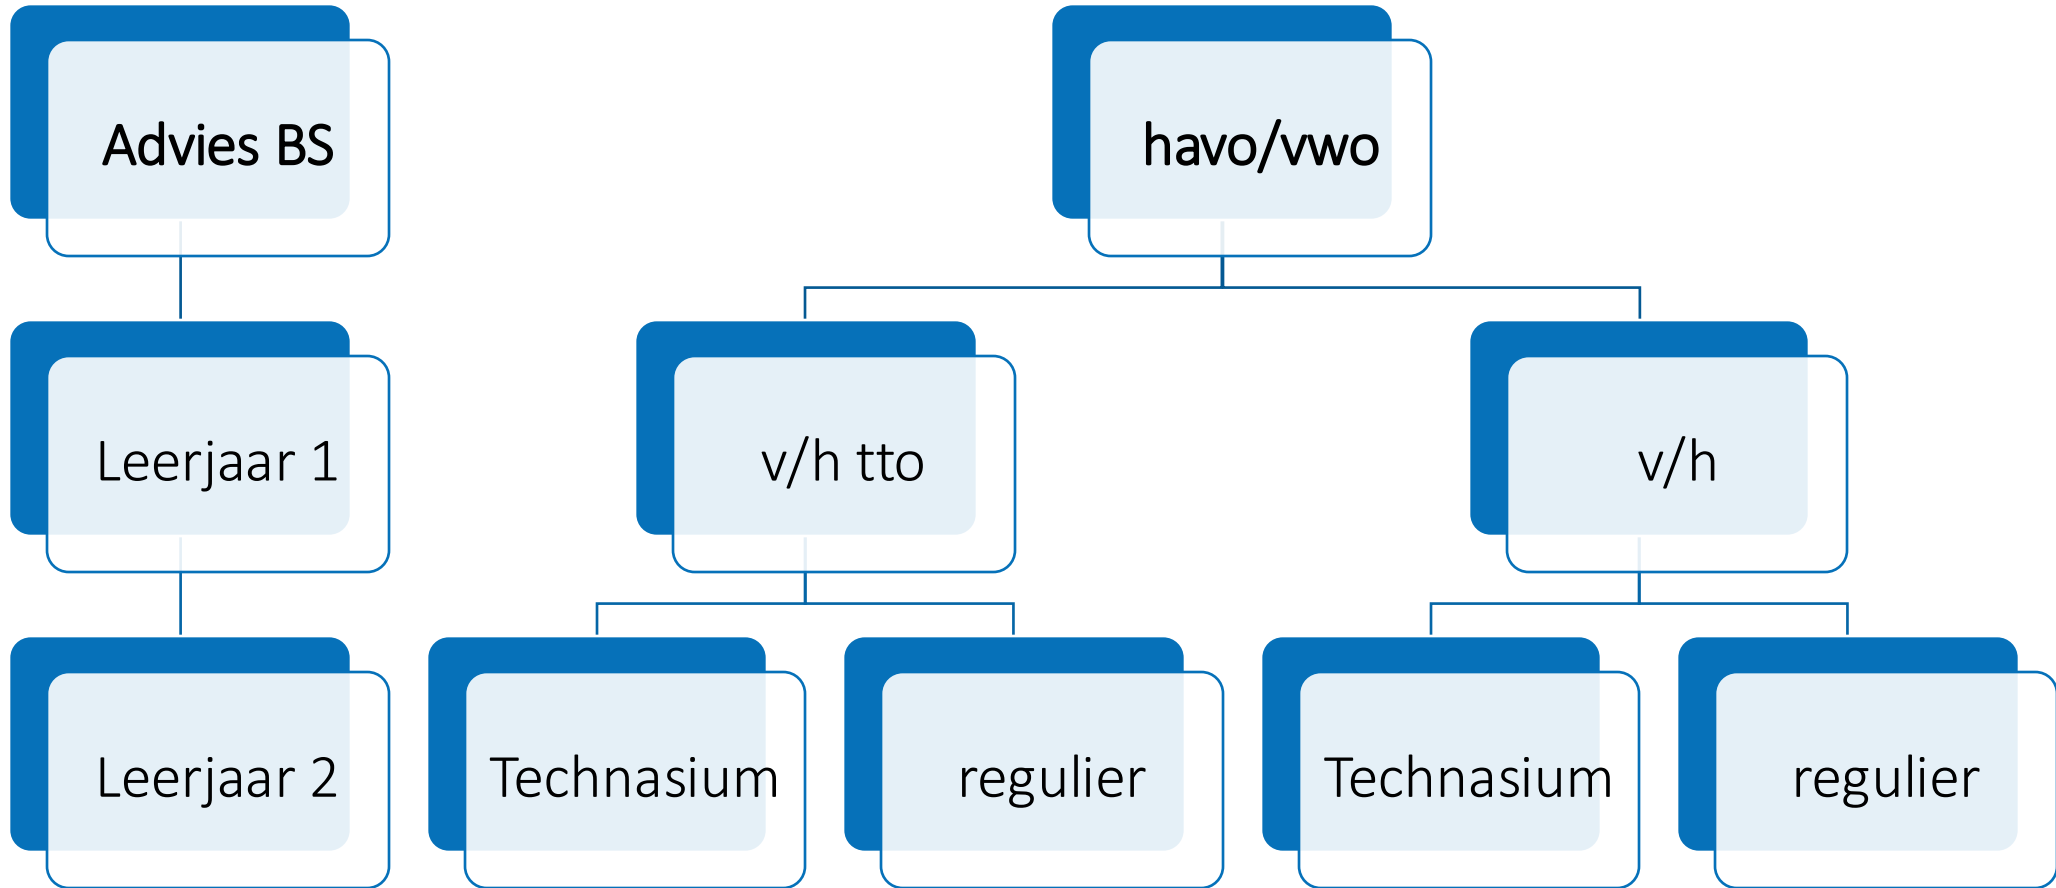 Advies BS
havo/vwo
Leerjaar 1
v/h tto
v/h
Leerjaar 2
Technasium
regulier
Technasium
regulier